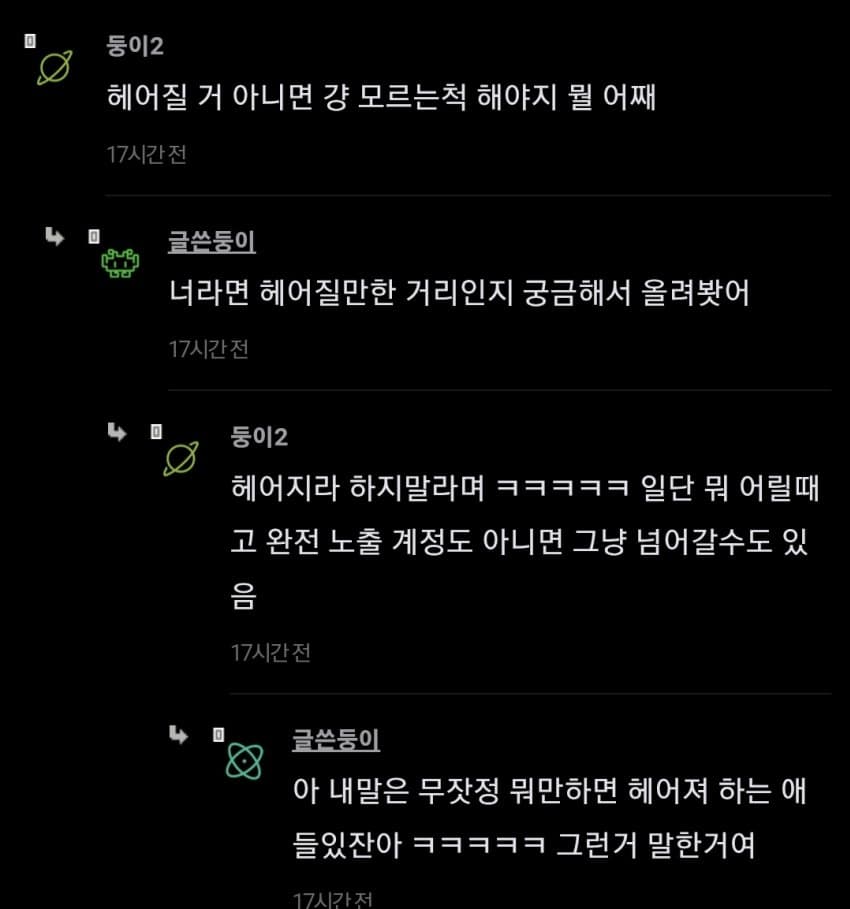 둥이2
헤어질 거 아니면 걍 모르는척 해야지 뭘 어째
17시간 전
글쓴둥이
너라면 헤어질만한 거리인지 궁금해서 올려봣어
17시간 전
둥이2
헤어지라 하지말라며 ㅋㅋㅋㅋㅋ 일단 뭐 어릴때
고 완전 노출 계정도 아니면 그냥 넘어갈수도 있
음
17시간 전
글쓴둥이
아 내말은 무잣정 뭐만하면 헤어져 하는 애
들있잔아 ㅋㅋㅋㅋㅋ 그런거 말한거여
17시간 전